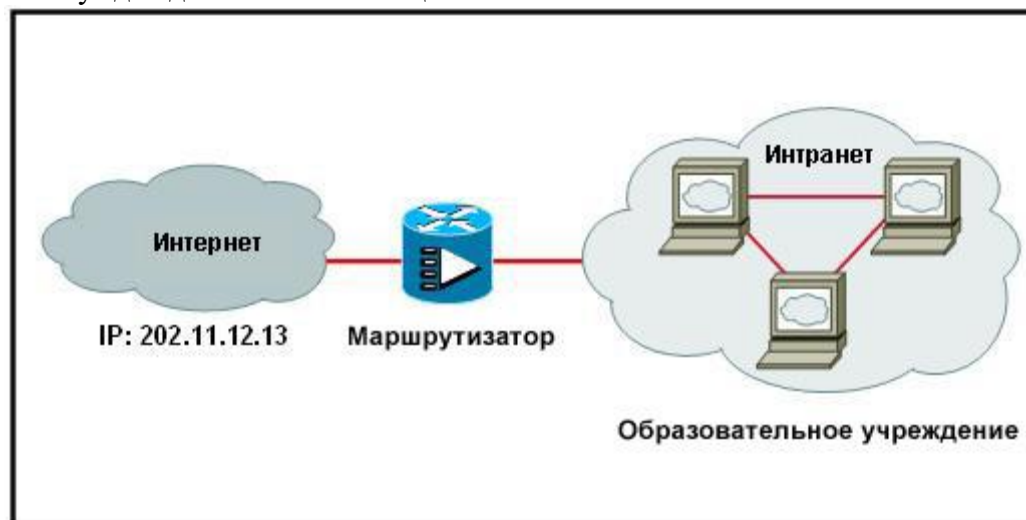 Интранет
Интернет
IP: 202.11.12.13
Маршрутизатор
Образовательное учреждение